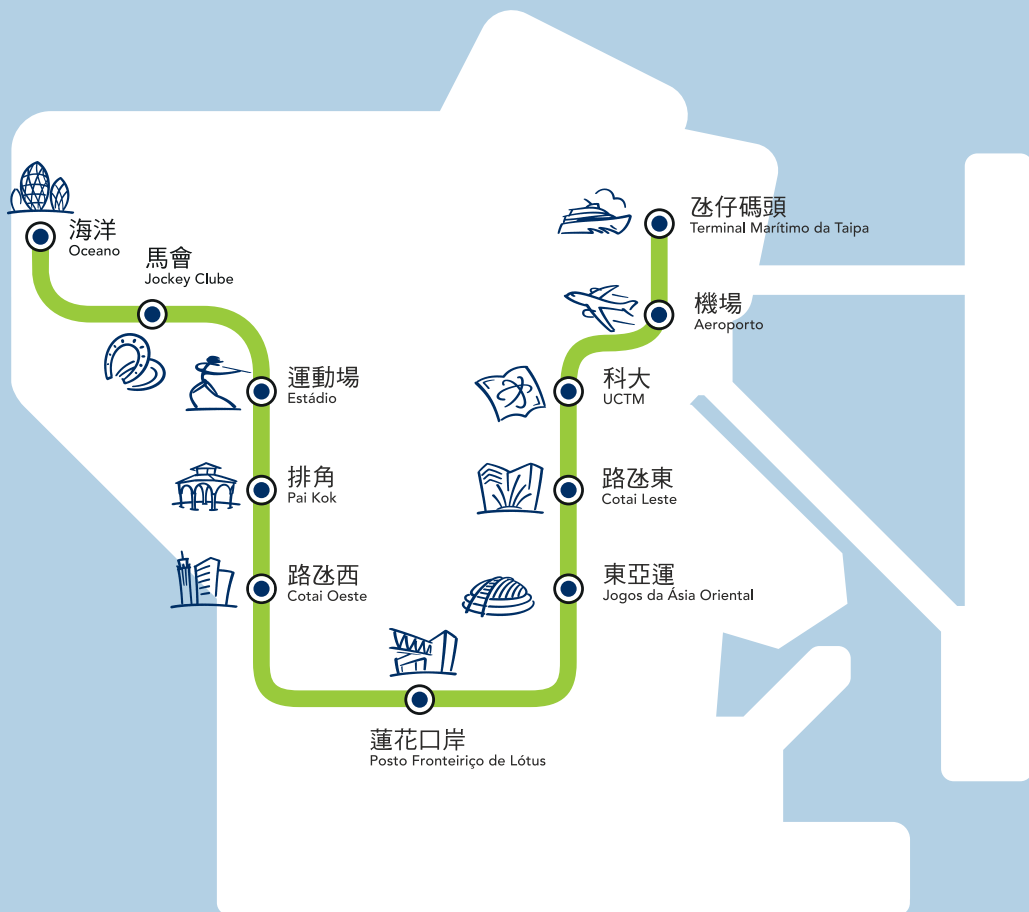 海洋
Oceano
馬會
Jockey Clube
運動場
Estádio
排角
Pai Kok
路氹西
Cotai Oeste
蓮花口岸
Posto Fronteiriço de Lótus
東亞運
Jogos da Ásia Oriental
路氹東
Cotai Leste
科大
UCTM
機場
Aeroporto
氹仔碼頭
Terminal Marítimo da Taipa